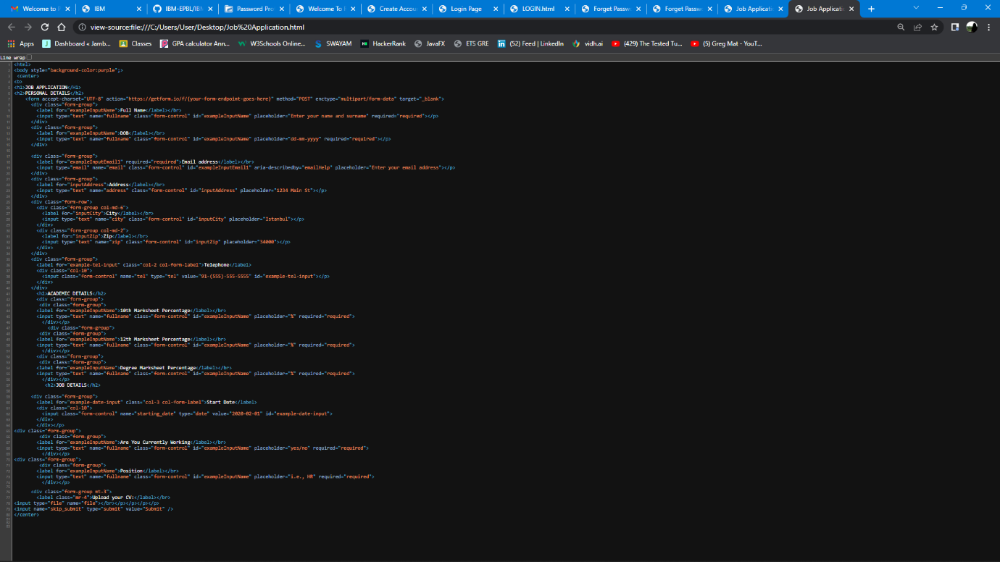 Welcome to I
IBM
IBM-EPBL/IBM
Password Pro
Welcome To I
Create Accou
Login Page
LOGIN.html
Forget Passw
Forget Passw
Job Applicati
Job Applicati
view-source:file:///C:/Users/User/Desktop/Job%20Application.html
Apps
Dashboard « Jamb...
Classes
GPA calculator Ann...
W3Schools Online...
SWAYAM
HackerRank
JavaFX
ETS GRE
(52) Feed | LinkedIn
vidh.ai
(429) The Tested Tu...
(5) Greg Mat - YouT...
Line wrap
<html>
<body style="background-color:purple";>
<center>
<b>
<h1>JOB APPLICATION</H1>
<h2>PERSONAL DETAILS</h2>
<form accept-charset="UTF-8" action="https://getform.io/f/{your-form-endpoint-goes-here}" method="POST" enctype="multipart/form-data" target="_blank">
<div class="form-group">
<label for="exampleInputName">Full Name</label></br>
<input type="text" name="fullname" class="form-control" id="exampleInputName" placeholder="Enter your name and surname" required="required"></p>
</div>
<div class="form-group">
<label for="exampleInputName">DOB</label></br>
<input type="text" name="fullname" class="form-control" id="exampleInputName" placeholder="dd-mm-yyyy" required="required"></p>
</div>
<div class="form-group">
<label for="exampleInputEmail1" required="required">Email address</label></br>
<input type="email" name="email" class="form-control" id="exampleInputEmail1" aria-describedby="emailHelp" placeholder="Enter your email address"></p>
</div>
<div class="form-group">
<label for="inputAddress">Address</label></br>
<input type="text" name="address" class="form-control" id="inputAddress" placeholder="1234 Main St"></p>
</div>
<div class="form-row">
<div class="form-group col-md-6">
<label for="inputCity">City</label></br>
<input type="text" name="city" class="form-control" id="inputCity" placeholder="Istanbul"></p>
</div>
<div class="form-group col-md-2">
<label for="inputZip">Zip</label></br>
<input type="text" name="zip" class="form-control" id="inputZip" placeholder="34000"></p>
</div>
</div>
<div class="form-group">
<label for="example-tel-input" class="col-2 col-form-label">Telephone</label>
<div class="col-10">
<input class="form-control" name="tel" type="tel" value="91-(555)-555-5555" id="example-tel-input"></p>
</div>
</div>
<h2>ACADEMIC DETAILS</h2>
<div class="form-group">
<div class="form-group">
<label for="exampleInputName">10th Marksheet Percentage</label></br>
<input type="text" name="fullname" class="form-control" id="exampleInputName" placeholder="%" required="required">
</div></p>
<div class="form-group">
<div class="form-group">
<label for="exampleInputName">12th Marksheet Percentage</label></br>
<input type="text" name="fullname" class="form-control" id="exampleInputName" placeholder="%" required="required">
</div></p>
<div class="form-group">
<div class="form-group">
<label for="exampleInputName">Degree Marksheet Percentage</label></br>
<input type="text" name="fullname" class="form-control" id="exampleInputName" placeholder="%" required="required">
</div></p>
<h2>JOB DETAILS</h2>
<div class="form-group">
<label for="example-date-input" class="col-3 col-form-label">Start Date</label>
<div class="col-10">
<input class="form-control" name="starting_date" type="date" value="2020-02-01" id="example-date-input">
</div>
</div></p>
<div class="form-group">
<div class="form-group">
<label for="exampleInputName">Are You Currently Working</label></br>
<input type="text" name="fullname" class="form-control" id="exampleInputName" placeholder="yes/no" required="required">
</div></p>
<div class="form-group">
<div class="form-group">
<label for="exampleInputName">Position</label></br>
<input type="text" name="fullname" class="form-control" id="exampleInputName" placeholder="i.e., HR" required="required">
</div></p>
<div class="form-group mt-3">
<label class="mr-4">Upload your CV:</label></br>
<input type="file" name="file"></br></p></p></p></p>
<input name="skip_submit" type="submit" value="Submit" />
</center>